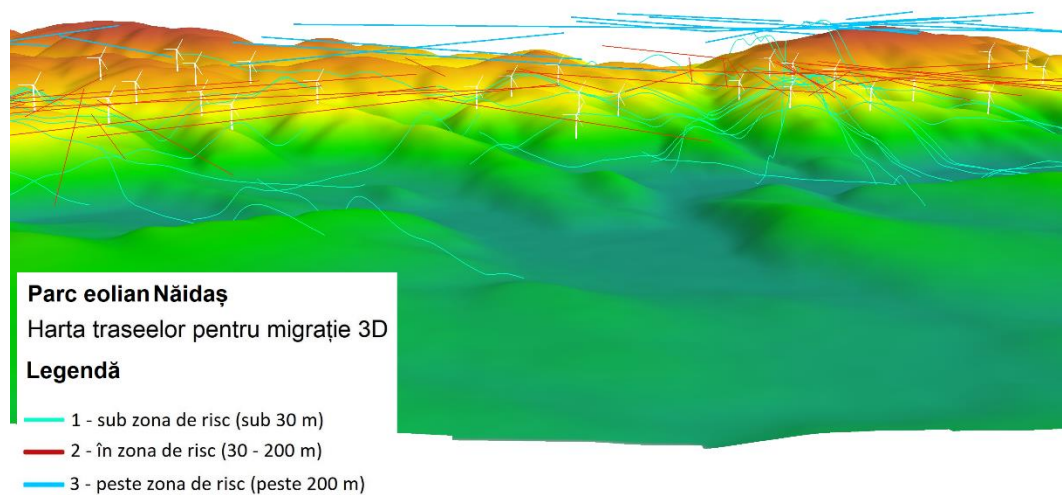 Parc eolian Năidaș
Harta traseelor pentru migrație 3D
Legendă
1 - sub zona de risc (sub 30 m)
2 - în zona de risc (30 - 200 m)
3 - peste zona de risc (peste 200 m)